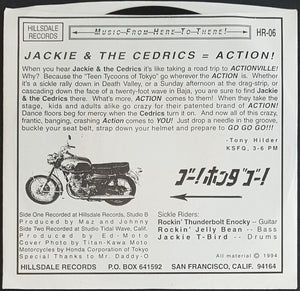 HILLSDALE
RECORDS
MUSIC FROM HERE TO THERE!
HR-06
JACKIE & THE CEDRICS = ACTION!
When you hear Jackie & the Cedrics it's like taking a road trip to ACTIONVILLE!
Why? Because the "Teen Tycoons of Tokyo" go wherever the ACTION is. Whether
it's a sickle rally down in Death Valley, or a Sunday afternoon at the drag-strip, or
cascading down the face of a twenty-foot wave in Baja, you are sure to find Jackie
& the Cedrics there. What's more, ACTION comes to them! When they take the
stage, kids and adults alike go crazy for their patented brand of ACTION!
Dance floors beg for mercy when the Cedrics hit town. And now all of this crazy,
frantic, banging, crashing Action comes to YOU! Just drop a needle in the groove,
buckle your seat belt, strap down your helmet and prepare to GO GO GO!!!
-Tony Hilder
KSFQ, 3-6 PM
ゴー!ホンダゴー!
Side One Recorded at Hillsdale Records, Studio B
Produced by Maz and Johnny
Side Two Recorded at Studio Tidal Wave, Calif.
Produced by Ed-Moto
Cover Photo by Titan-Kawa Moto
Motorcycles by Honda Corporation of Tokyo
Special Thanks to Mr. Daddy-O
Sickle Riders:
Rockin' Thunderbolt Enocky – Guitar
Rockin' Jelly Bean -- Bass
Jackie T-Bird -- Drums
All material © 1994
HILLSDALE RECORDS
P.O. BOX 641592
SAN FRANCISCO, CALIF. 94164